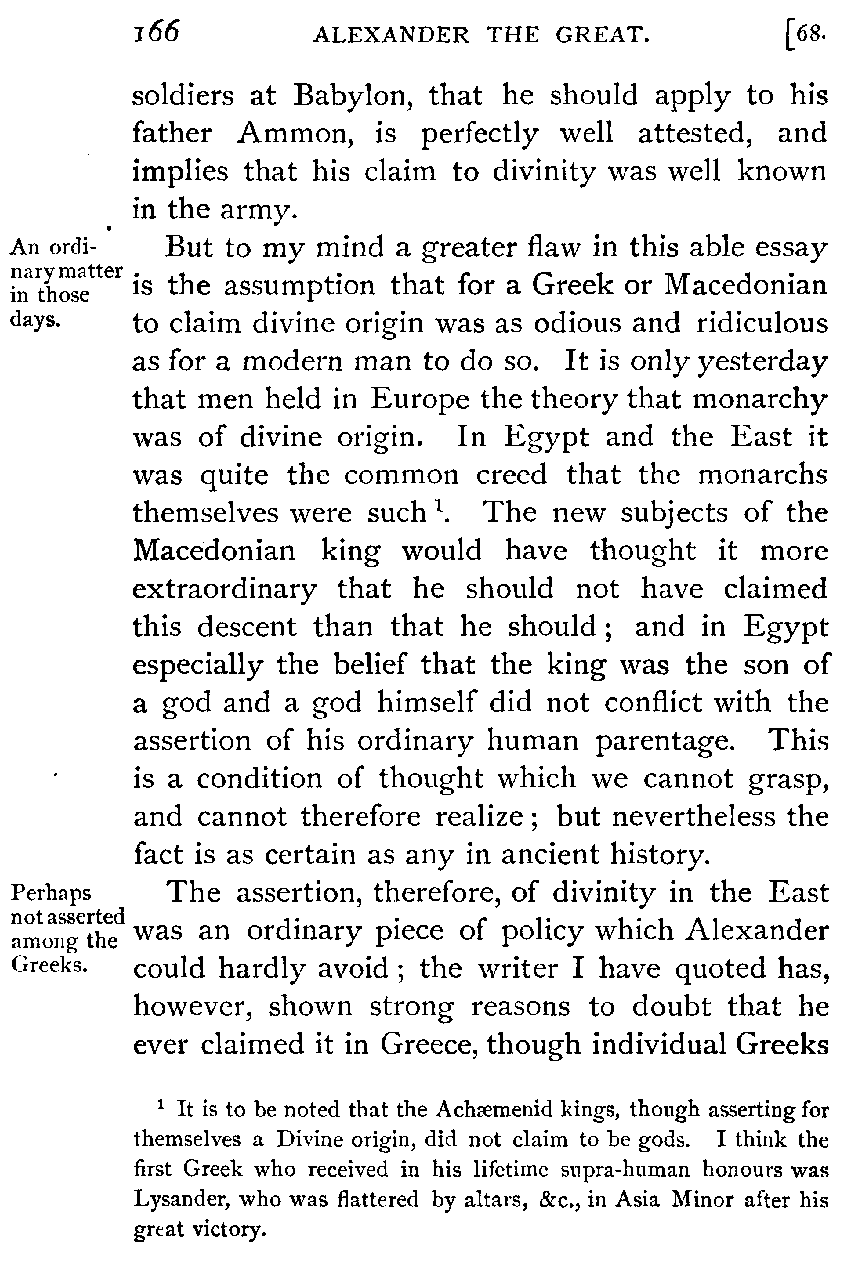 166 ALEXANDER THE GREAT. [68.
soldiers at Babylon, that he should apply to his
father Ammon, is perfectly well attested, and
implies that his claim to divinity was well known
in the army.
An ordi-
nary matter
in those
days.
But to my mind a greater flaw in this able essay
is the assumption that for a Greek or Macedonian
to claim divine origin was as odious and ridiculous
as for a modern man to do so. It is only yesterday
that men held in Europe the theory that monarchy
was of divine origin. In Egypt and the East it
was quite the common creed that the monarchs
themselves were such ¹. The new subjects of the
Macedonian king would have thought it more
extraordinary that he should not have claimed
this descent than that he should ; and in Egypt
especially the belief that the king was the son of
a god and a god himself did not conflict with the
assertion of his ordinary human parentage. This
is a condition of thought which we cannot grasp,
and cannot therefore realize ; but nevertheless the
fact is as certain as any in ancient history.
Perhaps
not asserted
among the
Greeks.
The assertion, therefore, of divinity in the East
was an ordinary piece of policy which Alexander
could hardly avoid ; the writer I have quoted has,
however, shown strong reasons to doubt that he
ever claimed it in Greece, though individual Greeks
¹ It is to be noted that the Achæmenid kings, though asserting for
themselves a Divine origin, did not claim to be gods. I think the
first Greek who received in his lifetime supra-human honours was
Lysander, who was flattered by altars, &c., in Asia Minor after his
great victory.